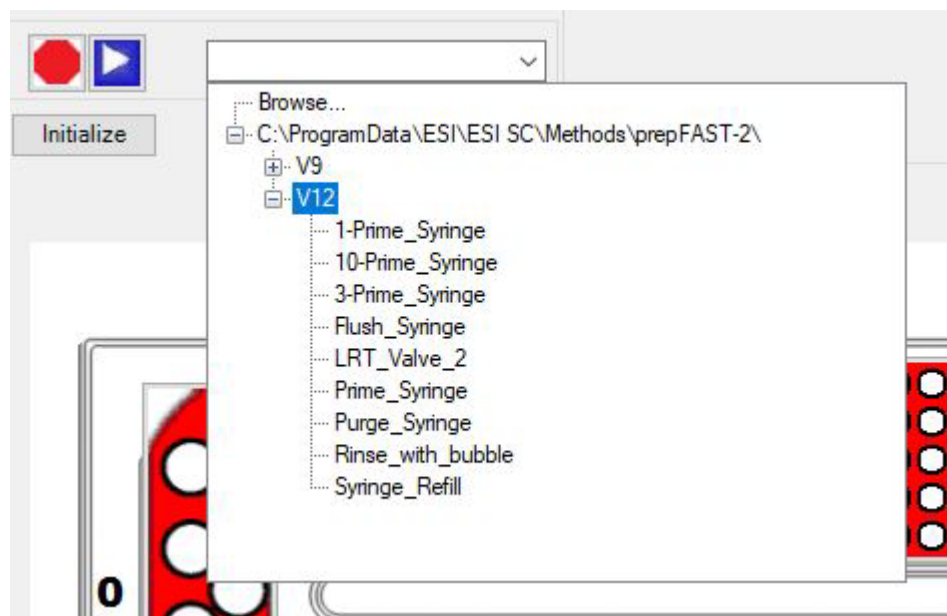 Browse...
Initialize
C:\ProgramData\ESI\ESI SC\Methods\prepFAST-2\
V9
V12
1-Prime_Syringe
10-Prime_Syringe
3-Prime_Syringe
Flush_Syringe
LRT_Valve_2
Prime_Syringe
Purge_Syringe
Rinse_with_bubble
Syringe_Refill
0